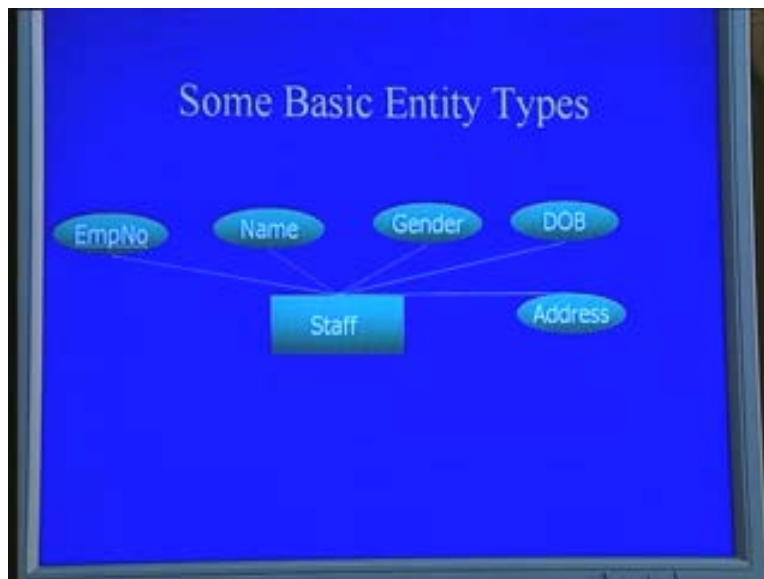 Some Basic Entity Types
EmpNo
Name
Gender
DOB
Staff
Address